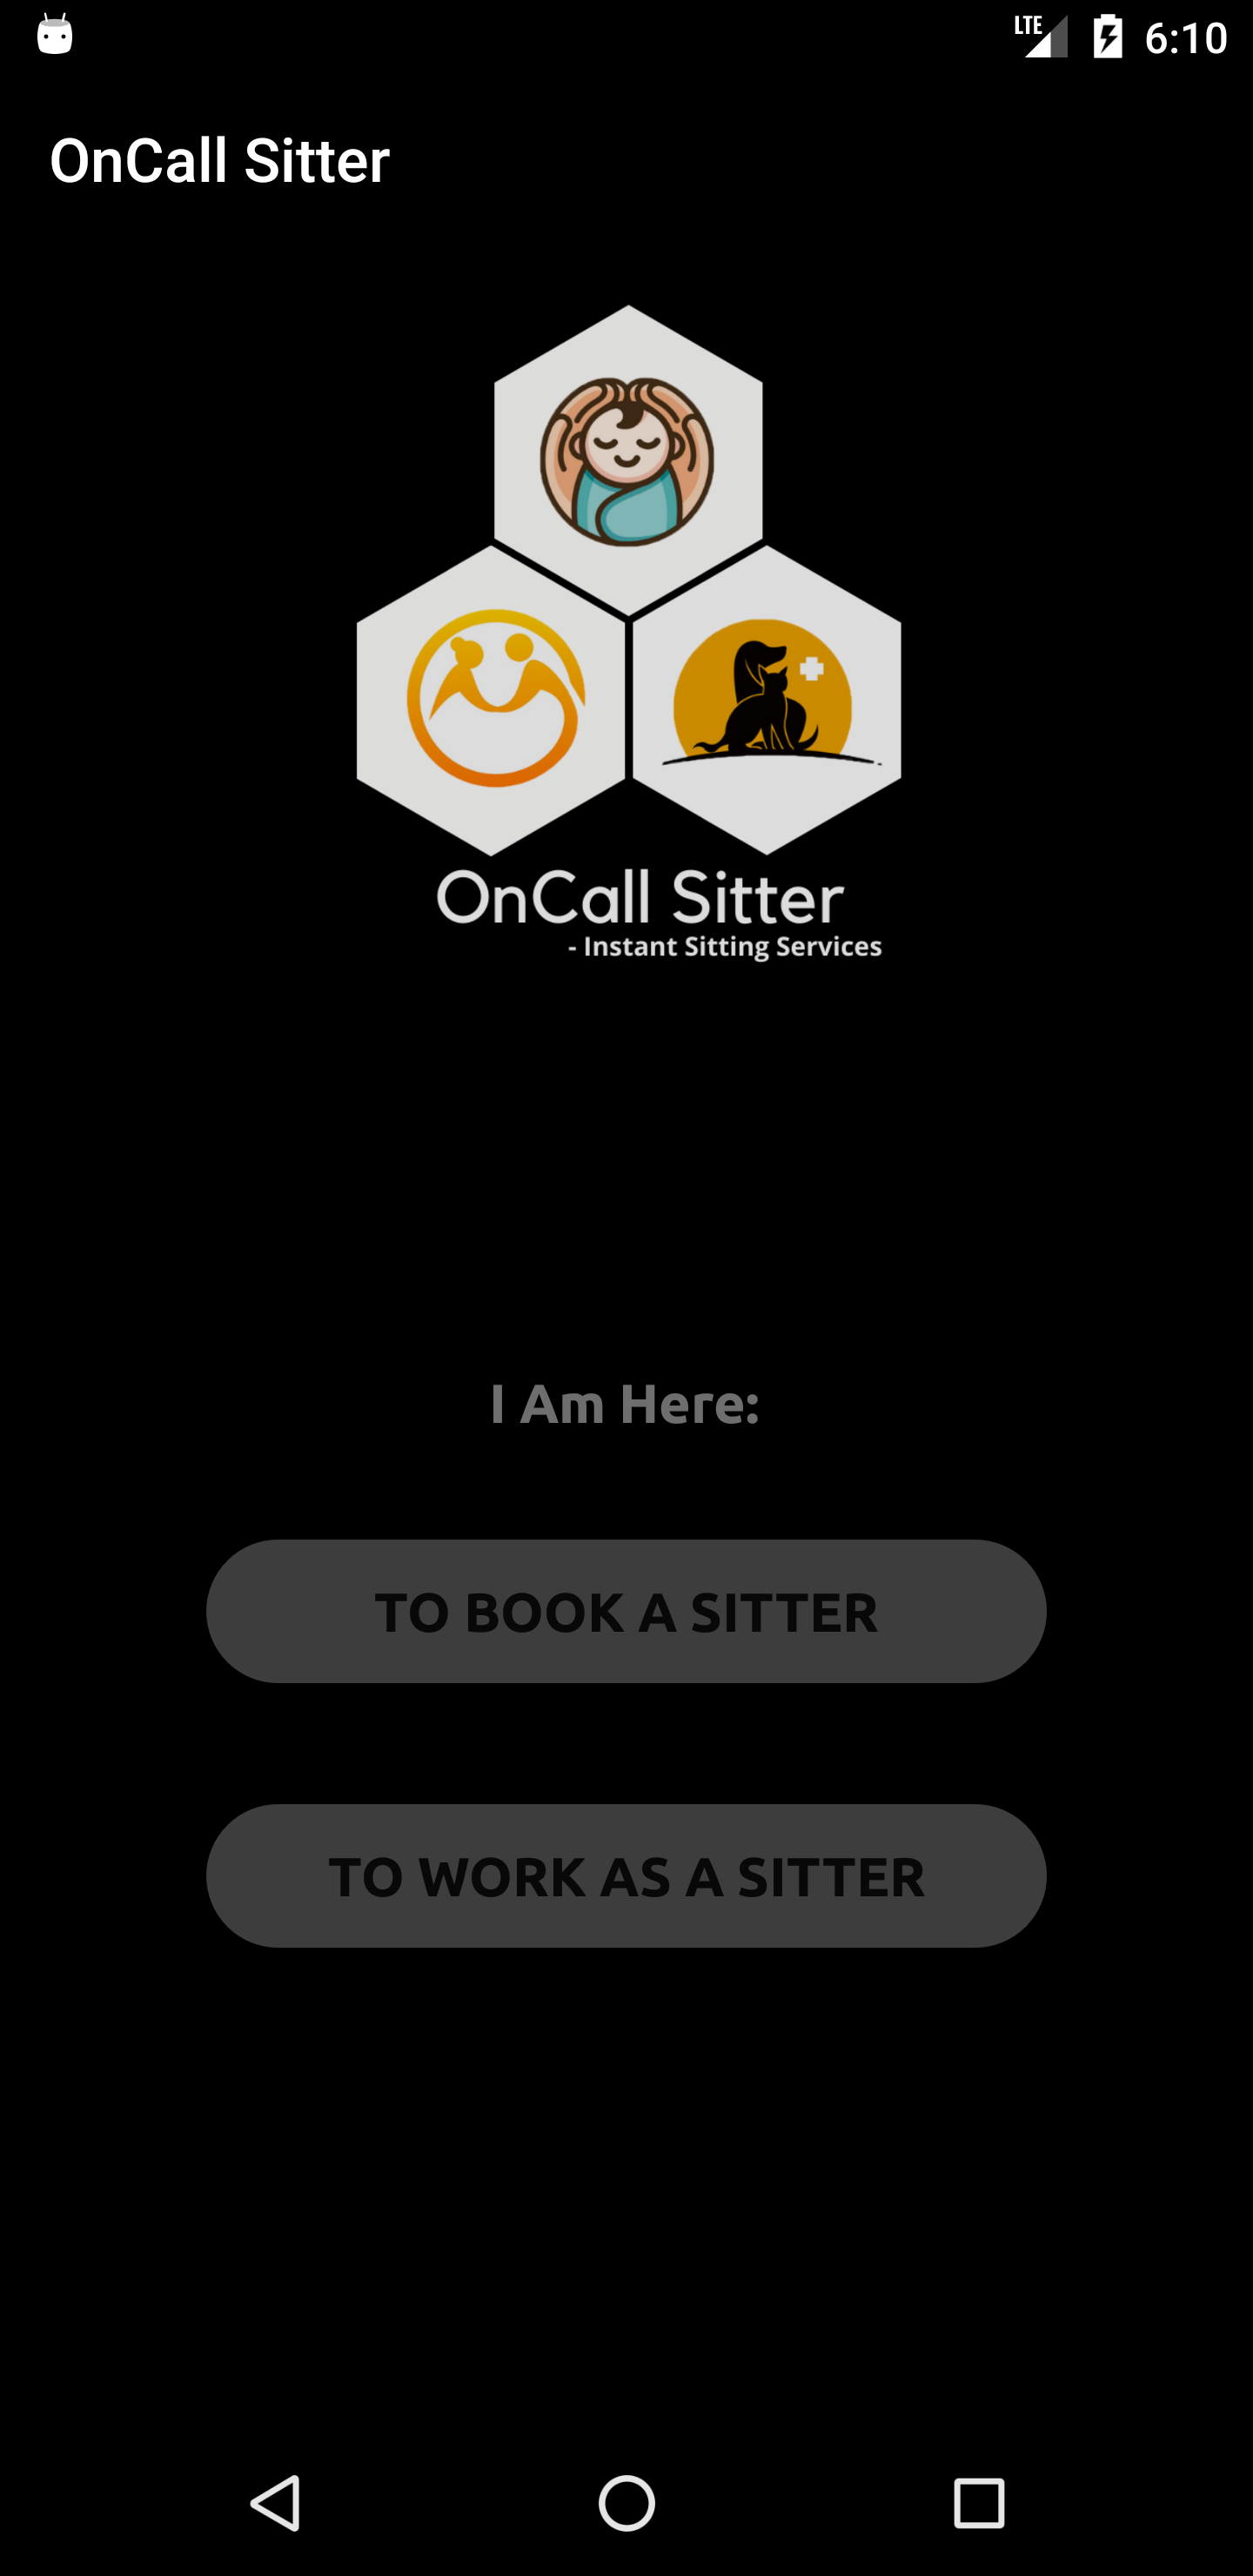 LTE 6:10
OnCall Sitter
OnCall Sitter
- Instant Sitting Services
I Am Here:
TO BOOK A SITTER
TO WORK AS A SITTER